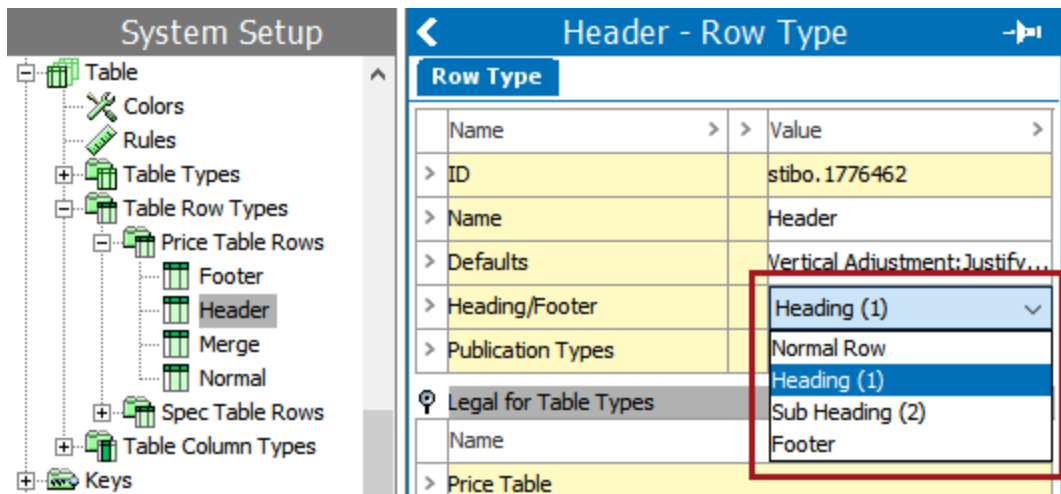 System Setup
Table
Colors
Rules
Table Types
Table Row Types
Price Table Rows
Footer
Header
Merge
Normal
Spec Table Rows
Table Column Types
Keys
Header - Row Type
Row Type
Name > > Value >
> ID stibo.1776462
> Name Header
> Defaults Vertical Adjustment:Justify...
> Heading/Footer Heading (1)
> Publication Types
Normal Row
Heading (1)
Sub Heading (2)
Footer
Legal for Table Types
Name
> Price Table